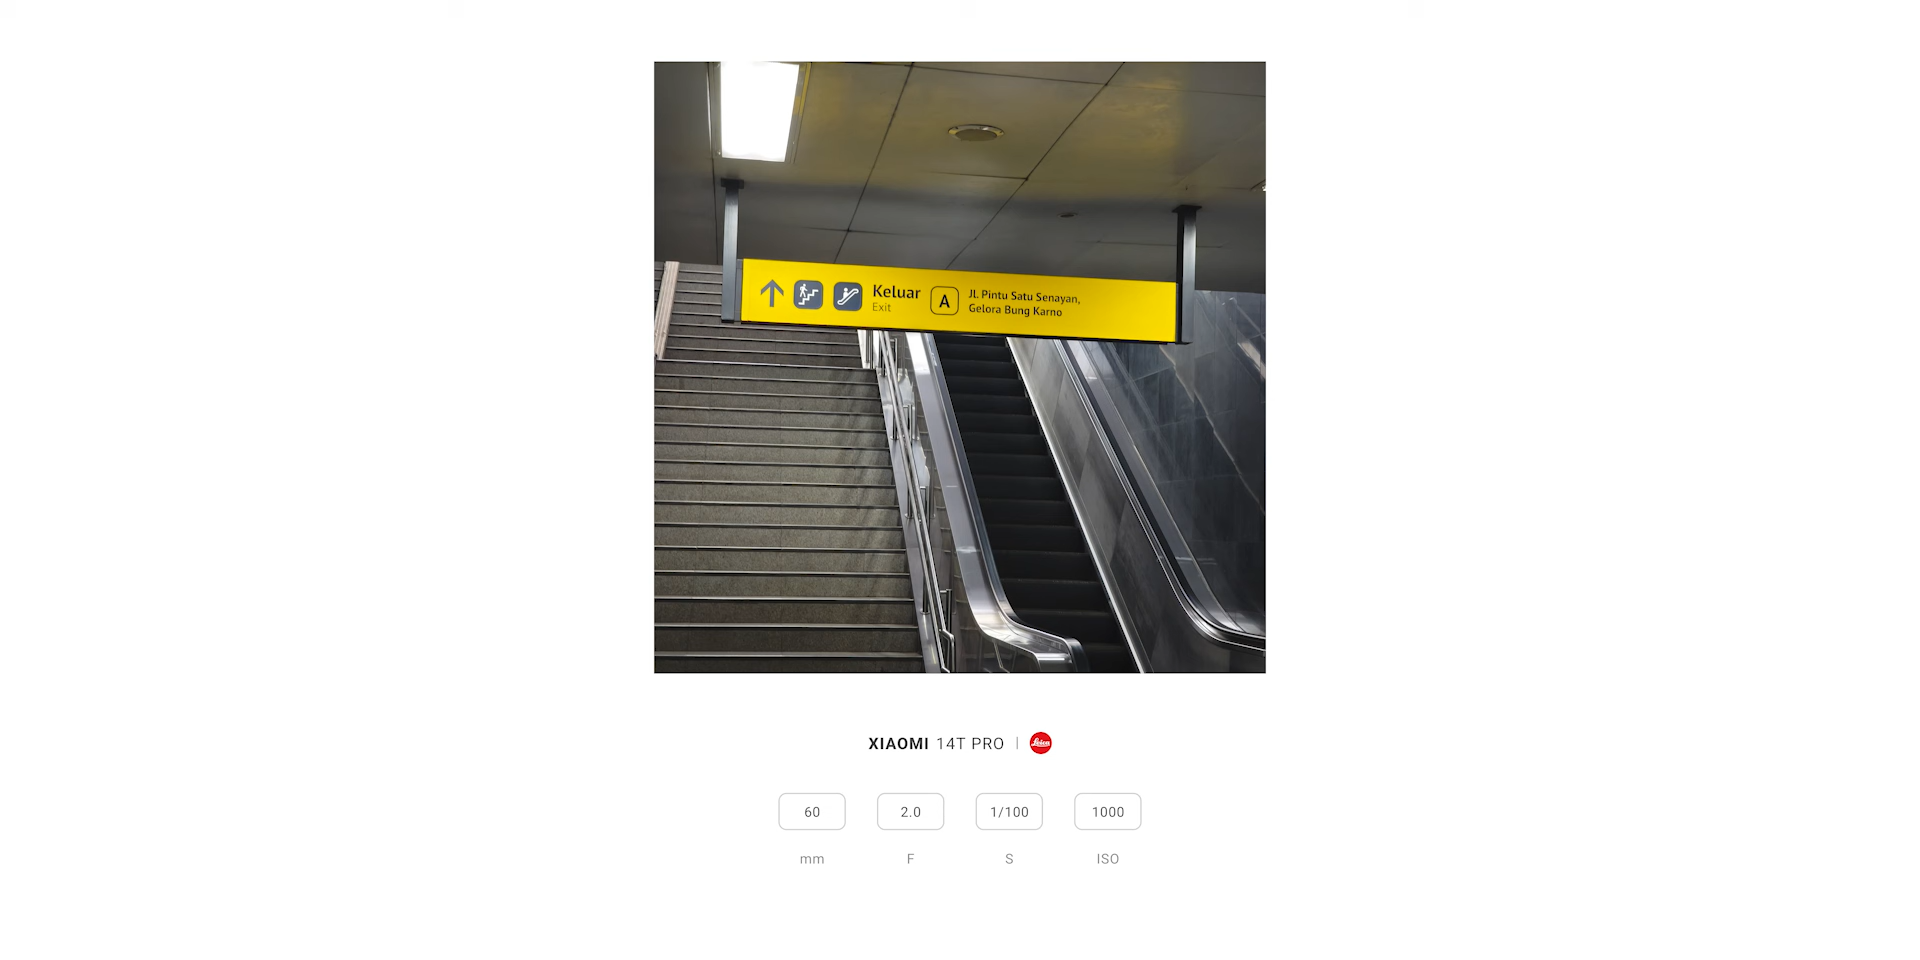 Keluar
Exit
A
Jl. Pintu Satu Senayan,
Gelora Bung Karno
XIAOMI 14T PRO | Leica
60 2.0 1/100 1000
mm F S ISO